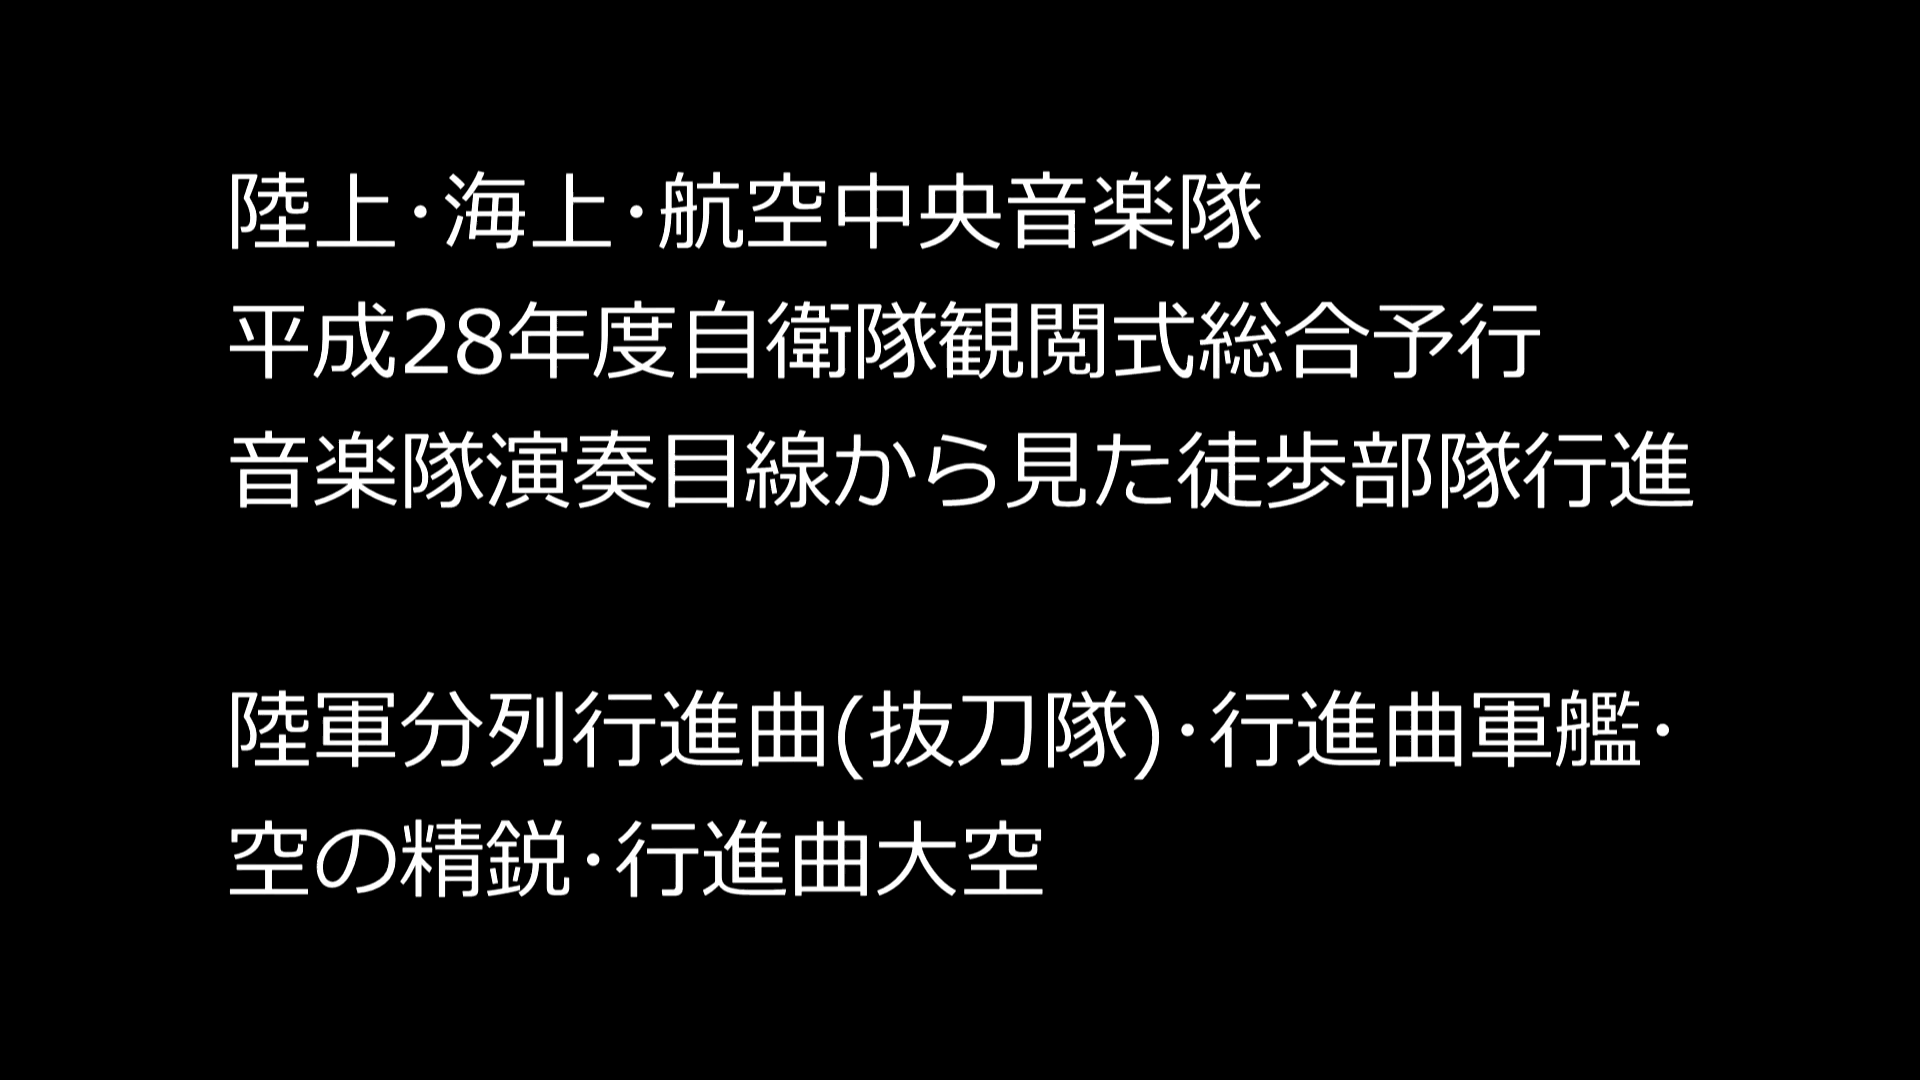 陸上･海上･航空中央音楽隊
平成28年度自衛隊観閲式総合予行
音楽隊演奏目線から見た徒歩部隊行進
陸軍分列行進曲(抜刀隊)･行進曲軍艦･
空の精鋭･行進曲大空